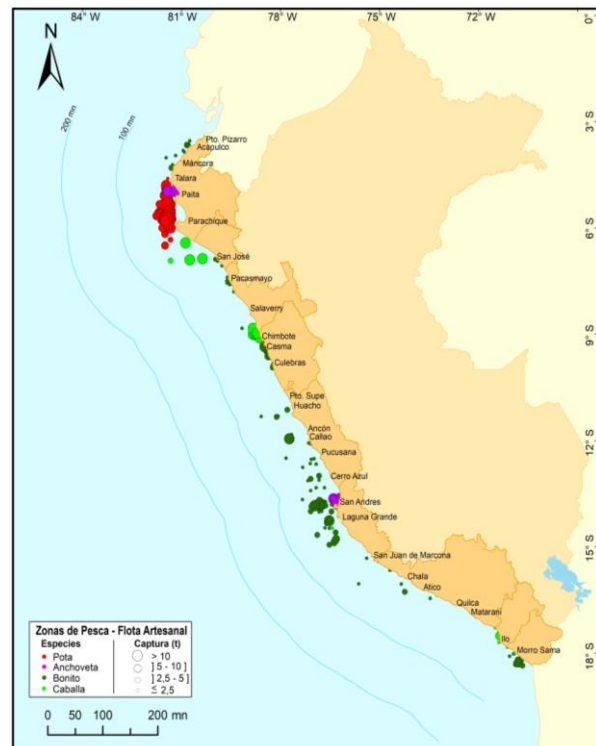 84° W
81° W
78° W
75° W
72° W
69° W
N
200 mn
100 mn
3° S
6° S
9° S
12° S
15° S
18° S
Pto. Pizarro
Acapulco
Máncora
Talara
Paita
Parachique
San José
Pacasmayo
Salaverry
Chimbote
Casma
Culebras
Pto. Supe
Huacho
Ancón
Callao
Pucusana
Cerro Azul
San Andres
Laguna Grande
San Juan de Marcona
Chala
Atico
Quilca
Matarani
Ilo
Morro Sama
Zonas de Pesca - Flota Artesanal
Especies
Captura (t)
Pota
> 10
Anchoveta
] 5 - 10 ]
Bonito
] 2,5 - 5 ]
Caballa
≤ 2,5
0 50 100 200 mn